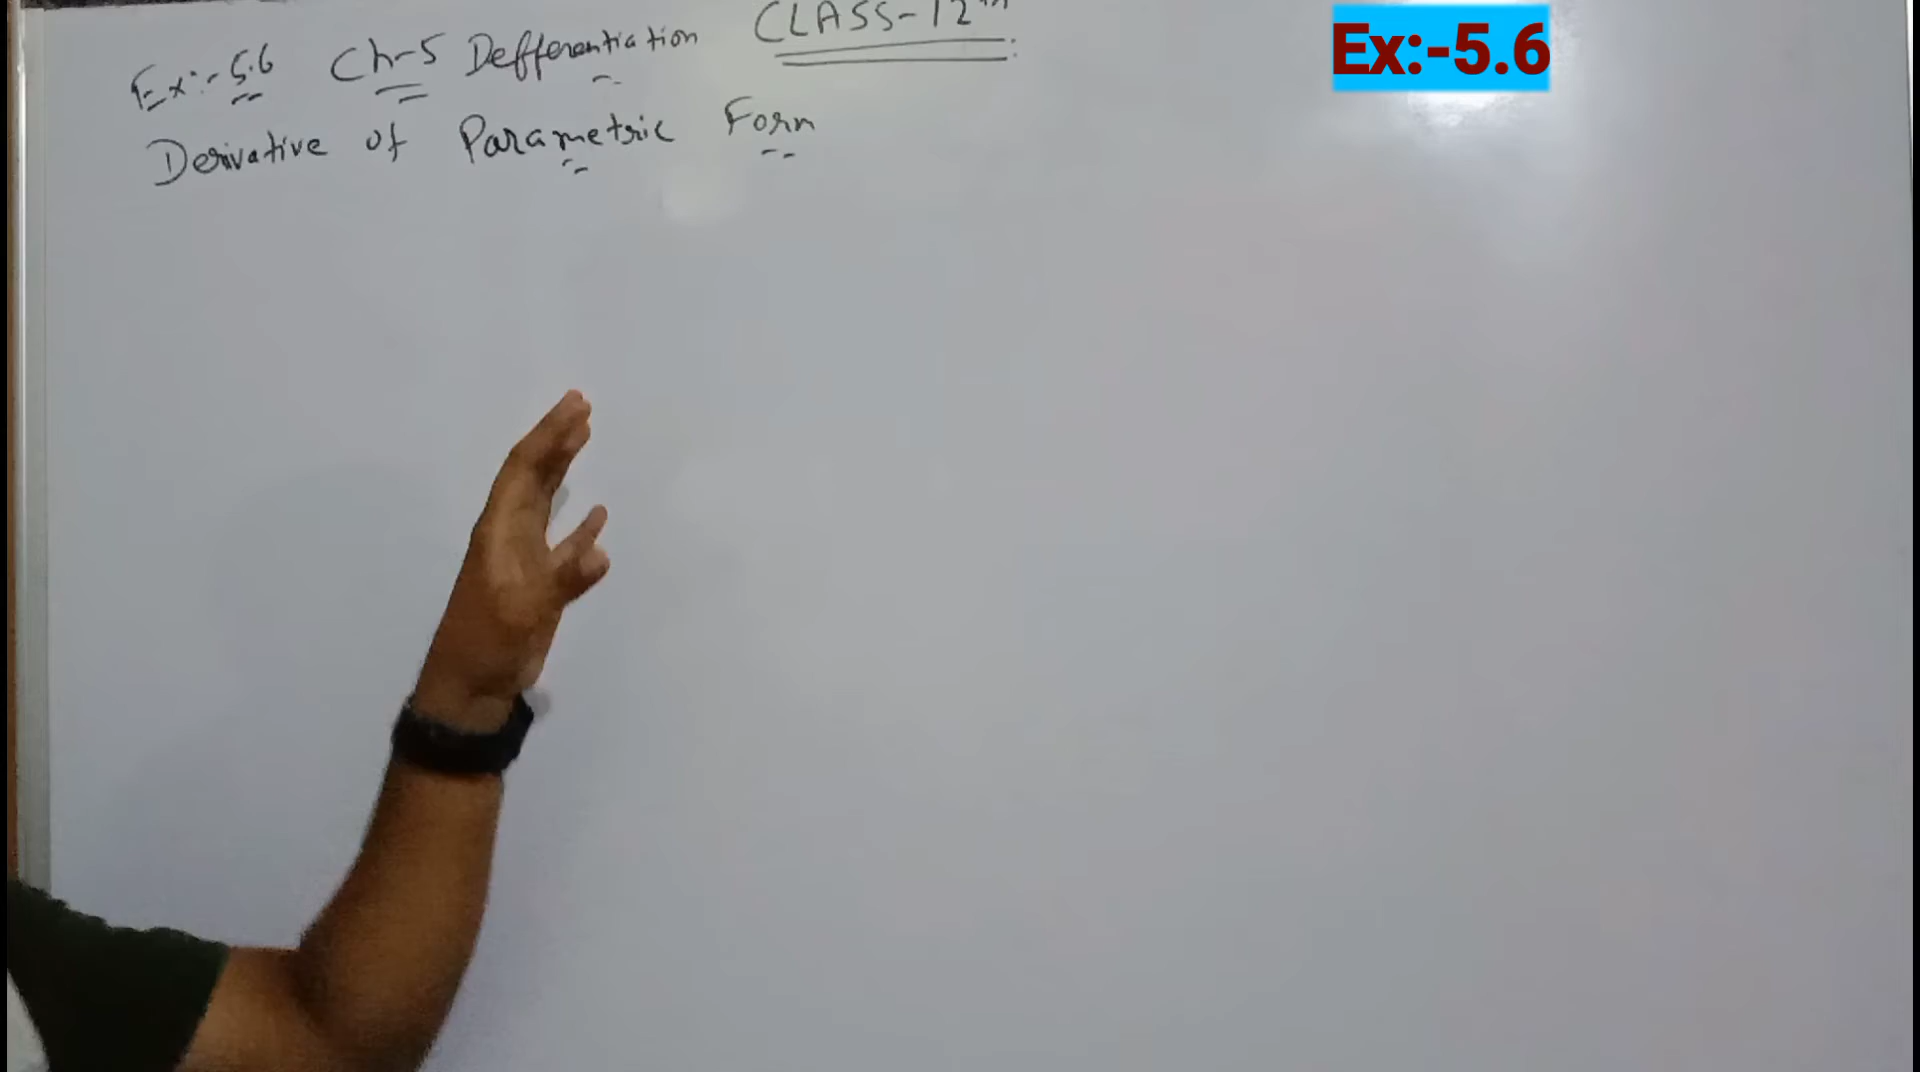 Ex:-5.6 Ch-5 Defferentiation CLASS-12th
Derivative of Parametric Form
Ex:-5.6